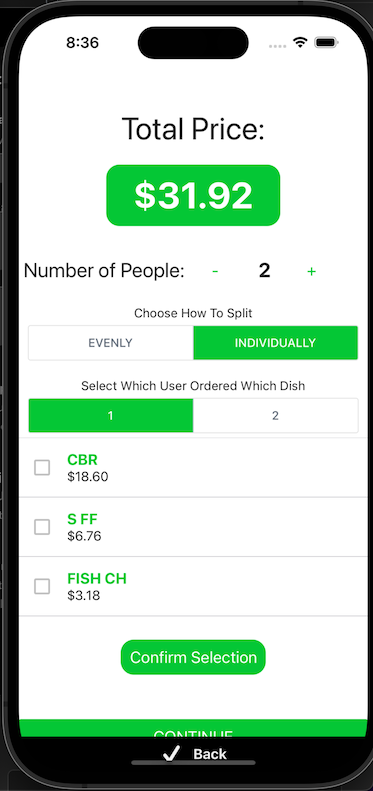 8:36
Total Price:
$31.92
Number of People: - 2 +
Choose How To Split
EVENLY INDIVIDUALLY
Select Which User Ordered Which Dish
1 2
CBR
$18.60
S FF
$6.76
FISH CH
$3.18
Confirm Selection
CONTINUE
Back